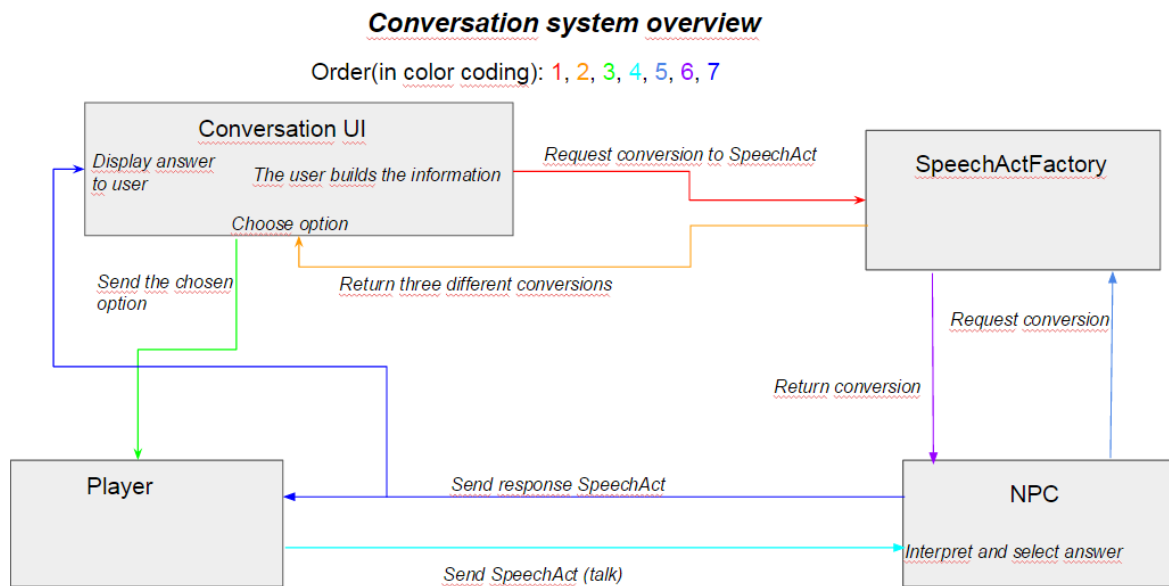 Conversation system overview
Order(in color coding): 1, 2, 3, 4, 5, 6, 7
Conversation UI
Display answer
to user
The user builds the information
Choose option
Request conversion to SpeechAct
SpeechActFactory
Return three different conversions
Send the chosen
option
Request conversion
Return conversion
Player
Send response SpeechAct
NPC
Interpret and select answer
Send SpeechAct (talk)